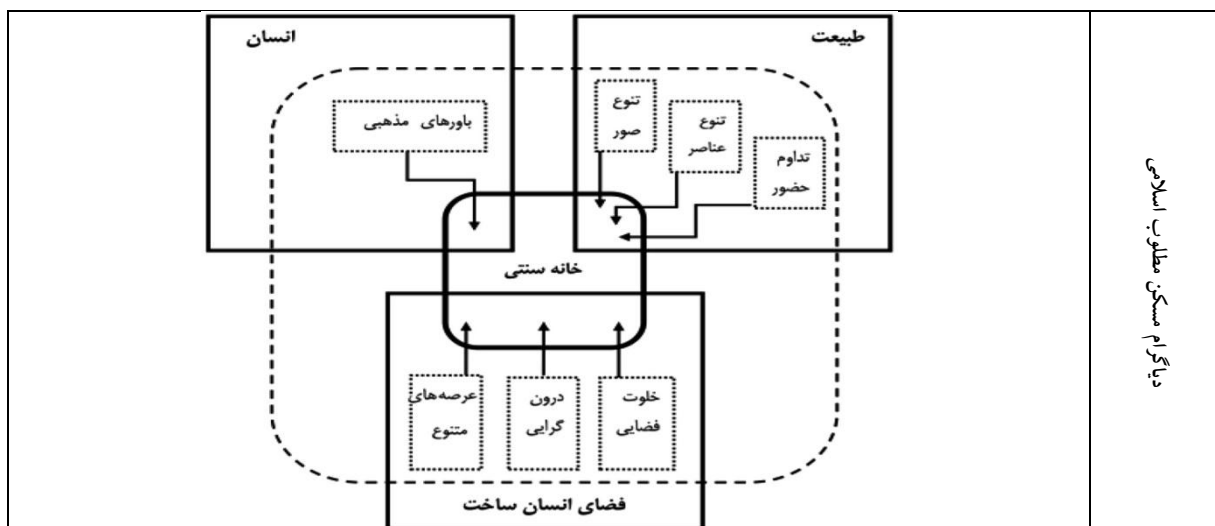 دیاگرام مسکن مطلوب اسلامی
طبیعت
تنوع
صور
تنوع
عناصر
تداوم
حضور
انسان
باورهای مذهبی
خانه سنتی
خلوت
فضایی
درون
گرایی
عرصه‌های
متنوع
فضای انسان ساخت